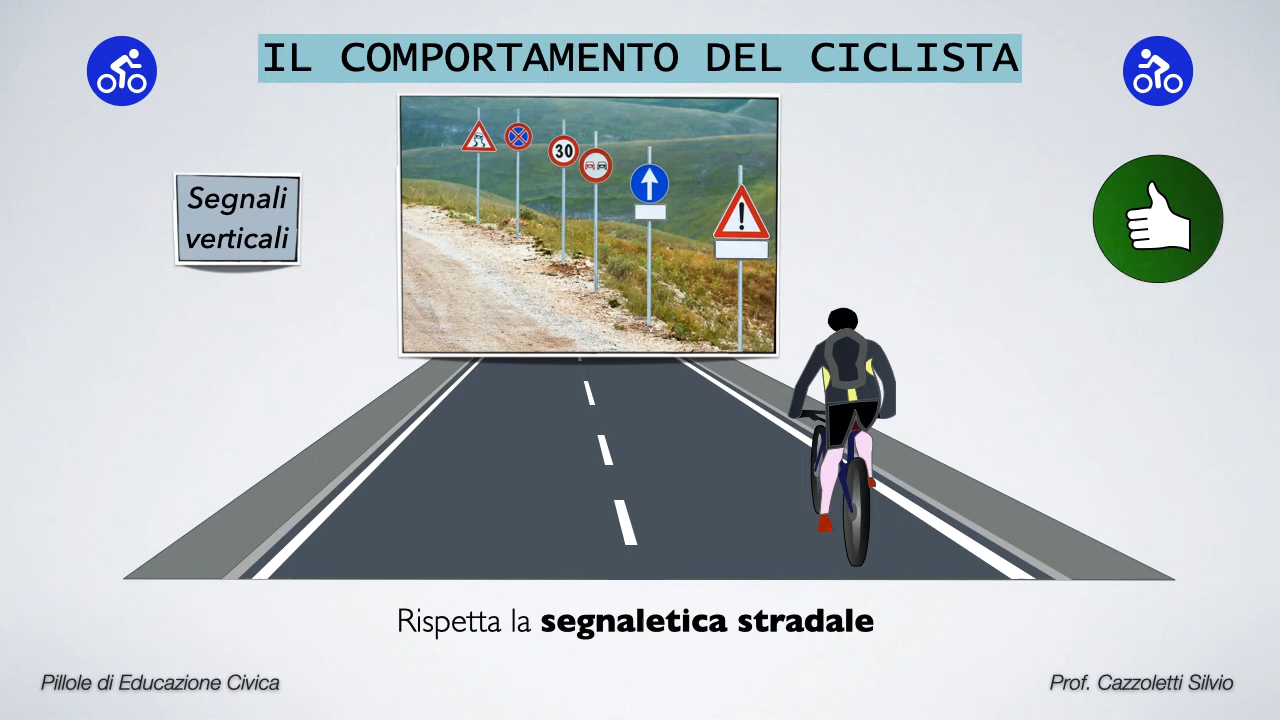 IL COMPORTAMENTO DEL CICLISTA
Segnali
verticali
30
!
Rispetta la segnaletica stradale
Pillole di Educazione Civica
Prof. Cazzoletti Silvio